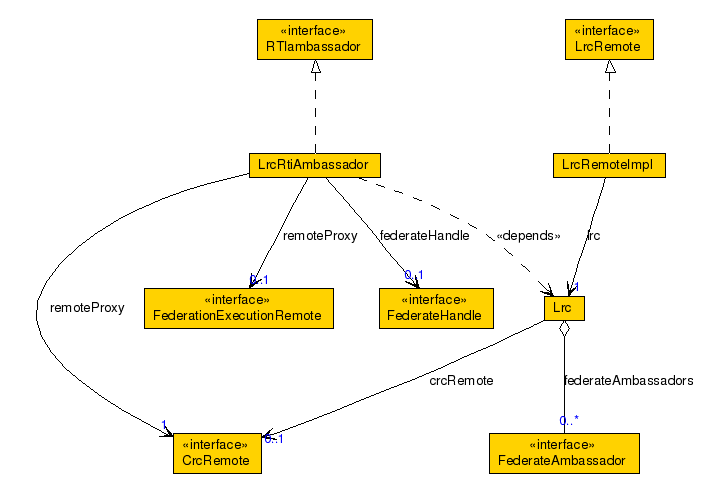 «interface»
RTIambassador
«interface»
LrcRemote
LrcRtiAmbassador
LrcRemoteImpl
remoteProxy
federateHandle
«depends»
lrc
0..1
0..1
1
«interface»
FederationExecutionRemote
«interface»
FederateHandle
Lrc
remoteProxy
crcRemote
federateAmbassadors
1
0..1
0..*
«interface»
CrcRemote
«interface»
FederateAmbassador